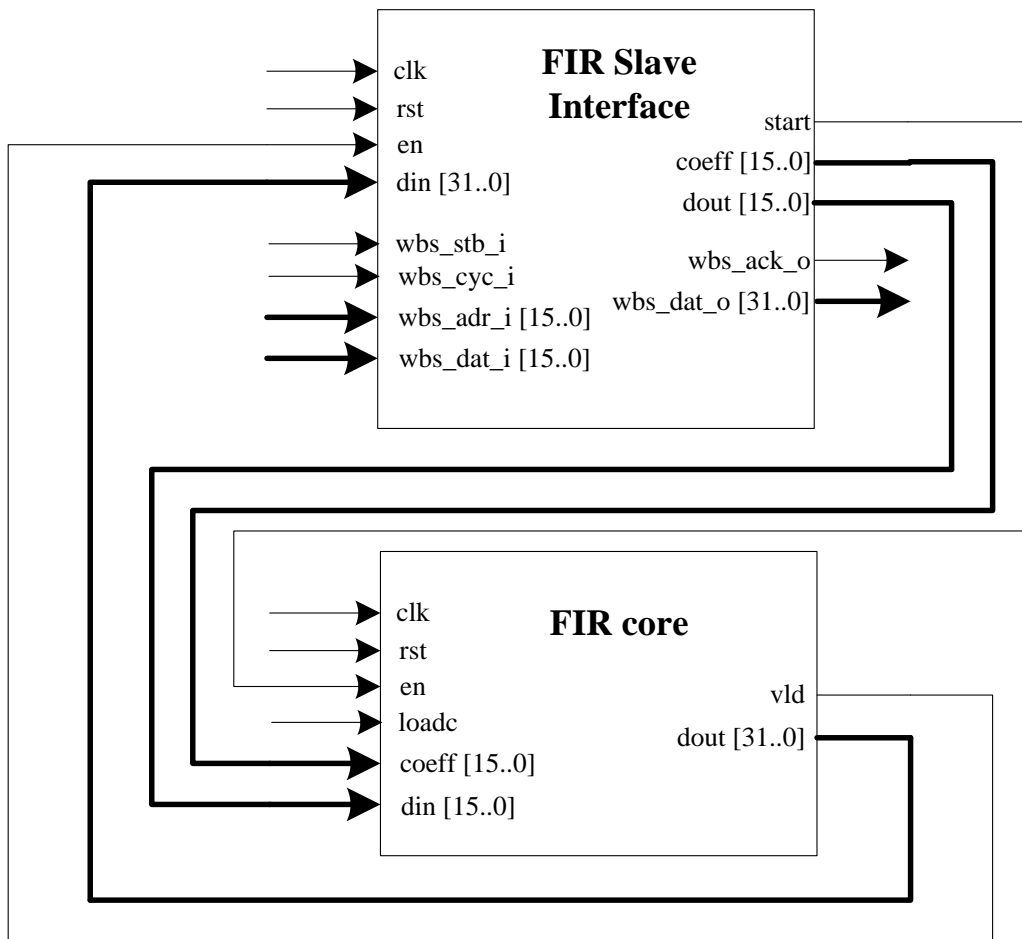 FIR Slave
Interface
clk
rst
en
din [31..0]
wbs_stb_i
wbs_cyc_i
wbs_adr_i [15..0]
wbs_dat_i [15..0]
start
coeff [15..0]
dout [15..0]
wbs_ack_o
wbs_dat_o [31..0]
FIR core
clk
rst
en
loadc
coeff [15..0]
din [15..0]
vld
dout [31..0]